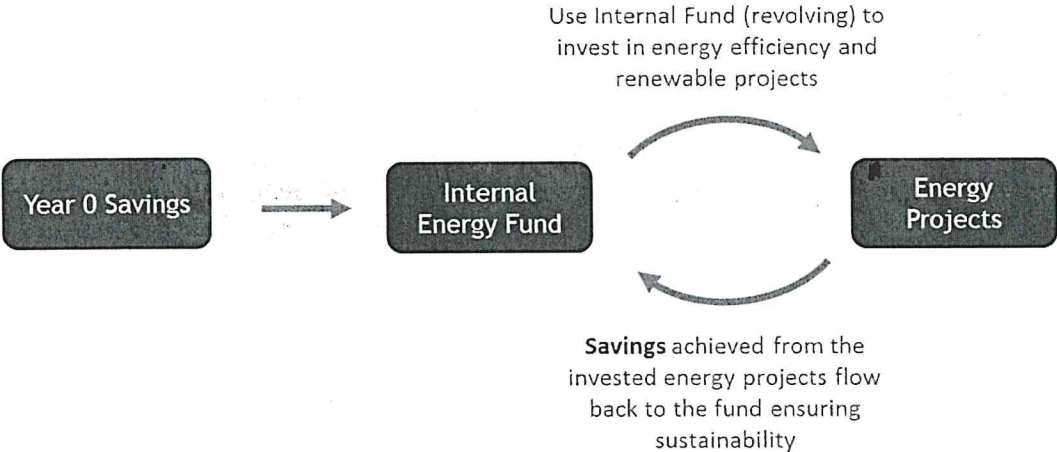 Use Internal Fund (revolving) to
invest in energy efficiency and
renewable projects
Year 0 Savings
Internal
Energy Fund
Energy
Projects
Savings achieved from the
invested energy projects flow
back to the fund ensuring
sustainability